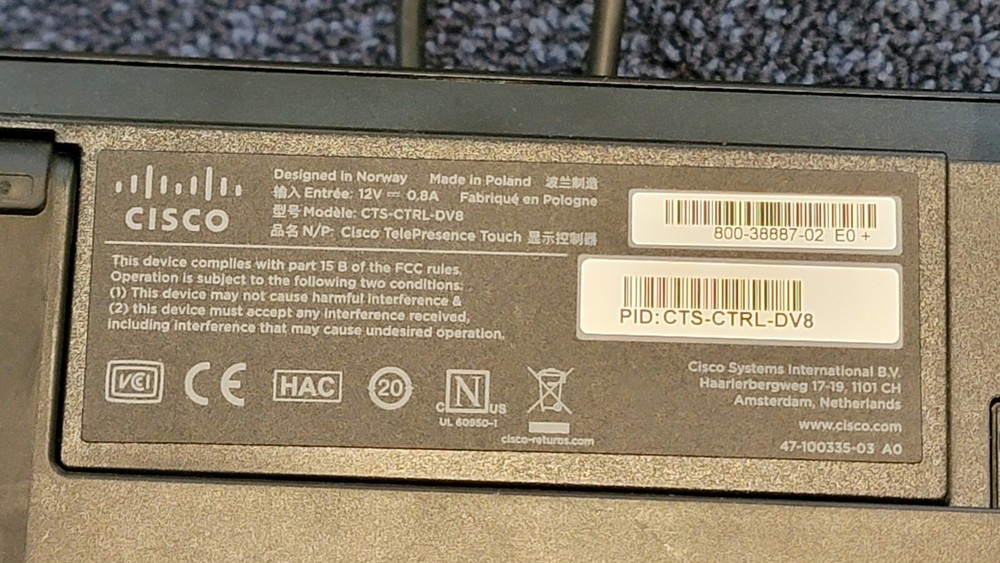 CISCO
Designed in Norway Made in Poland 波兰制造
输入 Entrée: 12V ⎓ 0,8A Fabriqué en Pologne
型号 Modèle: CTS-CTRL-DV8
品名 N/P: Cisco TelePresence Touch 显示控制器
800-38887-02 E0 +
PID: CTS-CTRL-DV8
This device complies with part 15 B of the FCC rules.
Operation is subject to the following two conditions:
(1) This device may not cause harmful interference &
(2) this device must accept any interference received,
including interference that may cause undesired operation.
VCI
CE
HAC
20
c N US
UL 60950-1
cisco-returns.com
Cisco Systems International B.V.
Haarlerbergweg 17-19, 1101 CH
Amsterdam, Netherlands
www.cisco.com
47-100335-03 A0